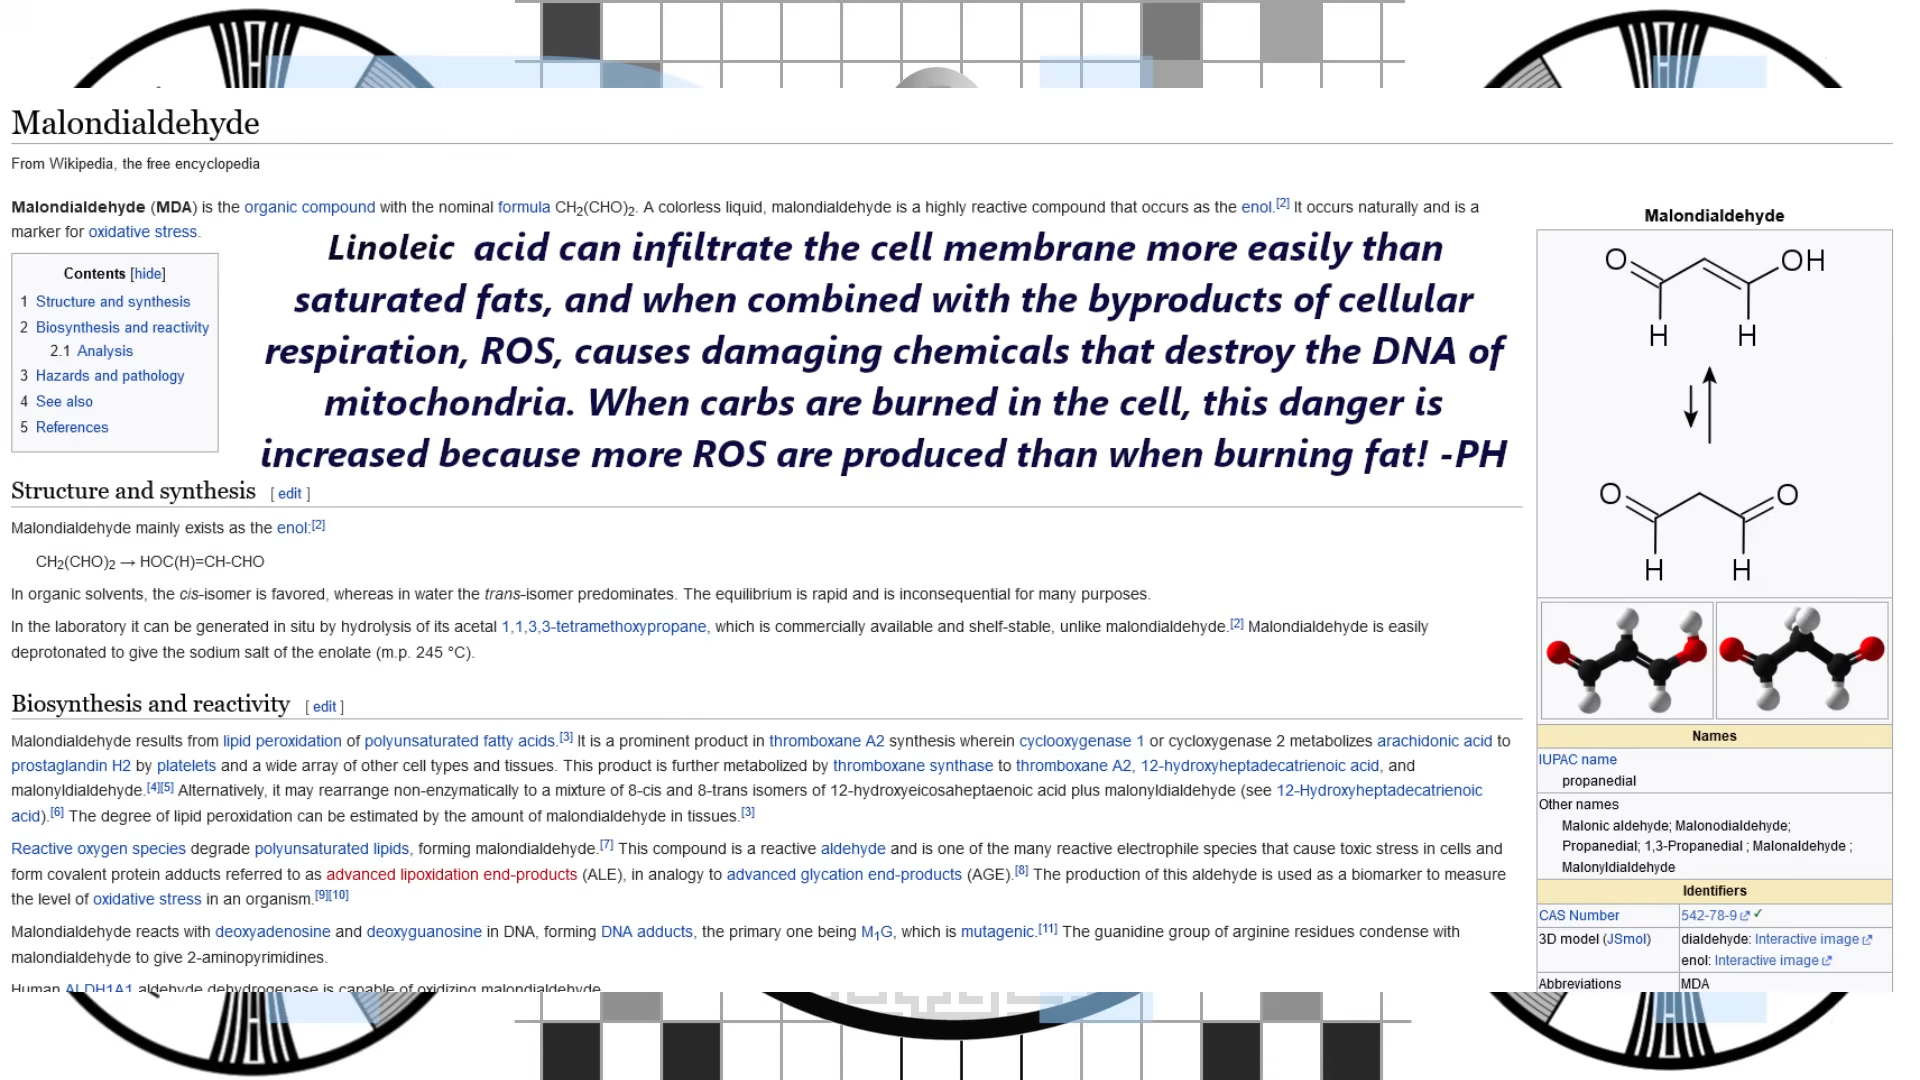 Malondialdehyde
From Wikipedia, the free encyclopedia
Malondialdehyde (MDA) is the organic compound with the nominal formula CH2(CHO)2. A colorless liquid, malondialdehyde is a highly reactive compound that occurs as the enol.[2] It occurs naturally and is a
marker for oxidative stress.
Linoleic acid can infiltrate the cell membrane more easily than
saturated fats, and when combined with the byproducts of cellular
respiration, ROS, causes damaging chemicals that destroy the DNA of
mitochondria. When carbs are burned in the cell, this danger is
increased because more ROS are produced than when burning fat! -PH
Contents [hide]
1 Structure and synthesis
2 Biosynthesis and reactivity
2.1 Analysis
3 Hazards and pathology
4 See also
5 References
Structure and synthesis [ edit ]
Malondialdehyde mainly exists as the enol:[2]
CH2(CHO)2 → HOC(H)=CH-CHO
In organic solvents, the cis-isomer is favored, whereas in water the trans-isomer predominates. The equilibrium is rapid and is inconsequential for many purposes.
In the laboratory it can be generated in situ by hydrolysis of its acetal 1,1,3,3-tetramethoxypropane, which is commercially available and shelf-stable, unlike malondialdehyde.[2] Malondialdehyde is easily
deprotonated to give the sodium salt of the enolate (m.p. 245 °C).
Biosynthesis and reactivity [ edit ]
Malondialdehyde results from lipid peroxidation of polyunsaturated fatty acids.[3] It is a prominent product in thromboxane A2 synthesis wherein cyclooxygenase 1 or cycloxygenase 2 metabolizes arachidonic acid to
prostaglandin H2 by platelets and a wide array of other cell types and tissues. This product is further metabolized by thromboxane synthase to thromboxane A2, 12-hydroxyheptadecatrienoic acid, and
malonyldialdehyde.[4][5] Alternatively, it may rearrange non-enzymatically to a mixture of 8-cis and 8-trans isomers of 12-hydroxyeicosaheptaenoic acid plus malonyldialdehyde (see 12-Hydroxyheptadecatrienoic
acid).[6] The degree of lipid peroxidation can be estimated by the amount of malondialdehyde in tissues.[3]
Reactive oxygen species degrade polyunsaturated lipids, forming malondialdehyde.[7] This compound is a reactive aldehyde and is one of the many reactive electrophile species that cause toxic stress in cells and
form covalent protein adducts referred to as advanced lipoxidation end-products (ALE), in analogy to advanced glycation end-products (AGE).[8] The production of this aldehyde is used as a biomarker to measure
the level of oxidative stress in an organism.[9][10]
Malondialdehyde reacts with deoxyadenosine and deoxyguanosine in DNA, forming DNA adducts, the primary one being M1G, which is mutagenic.[11] The guanidine group of arginine residues condense with
malondialdehyde to give 2-aminopyrimidines.
Human ALDH1A1 aldehyde dehydrogenase is capable of oxidizing malondialdehyde.
Malondialdehyde
O OH
H H
O O
H H
Names
IUPAC name
propanedial
Other names
Malonic aldehyde; Malonodialdehyde;
Propanedial; 1,3-Propanedial ; Malonaldehyde ;
Malonyldialdehyde
Identifiers
CAS Number 542-78-9 ✓
3D model (JSmol) dialdehyde: Interactive image
enol: Interactive image
Abbreviations MDA